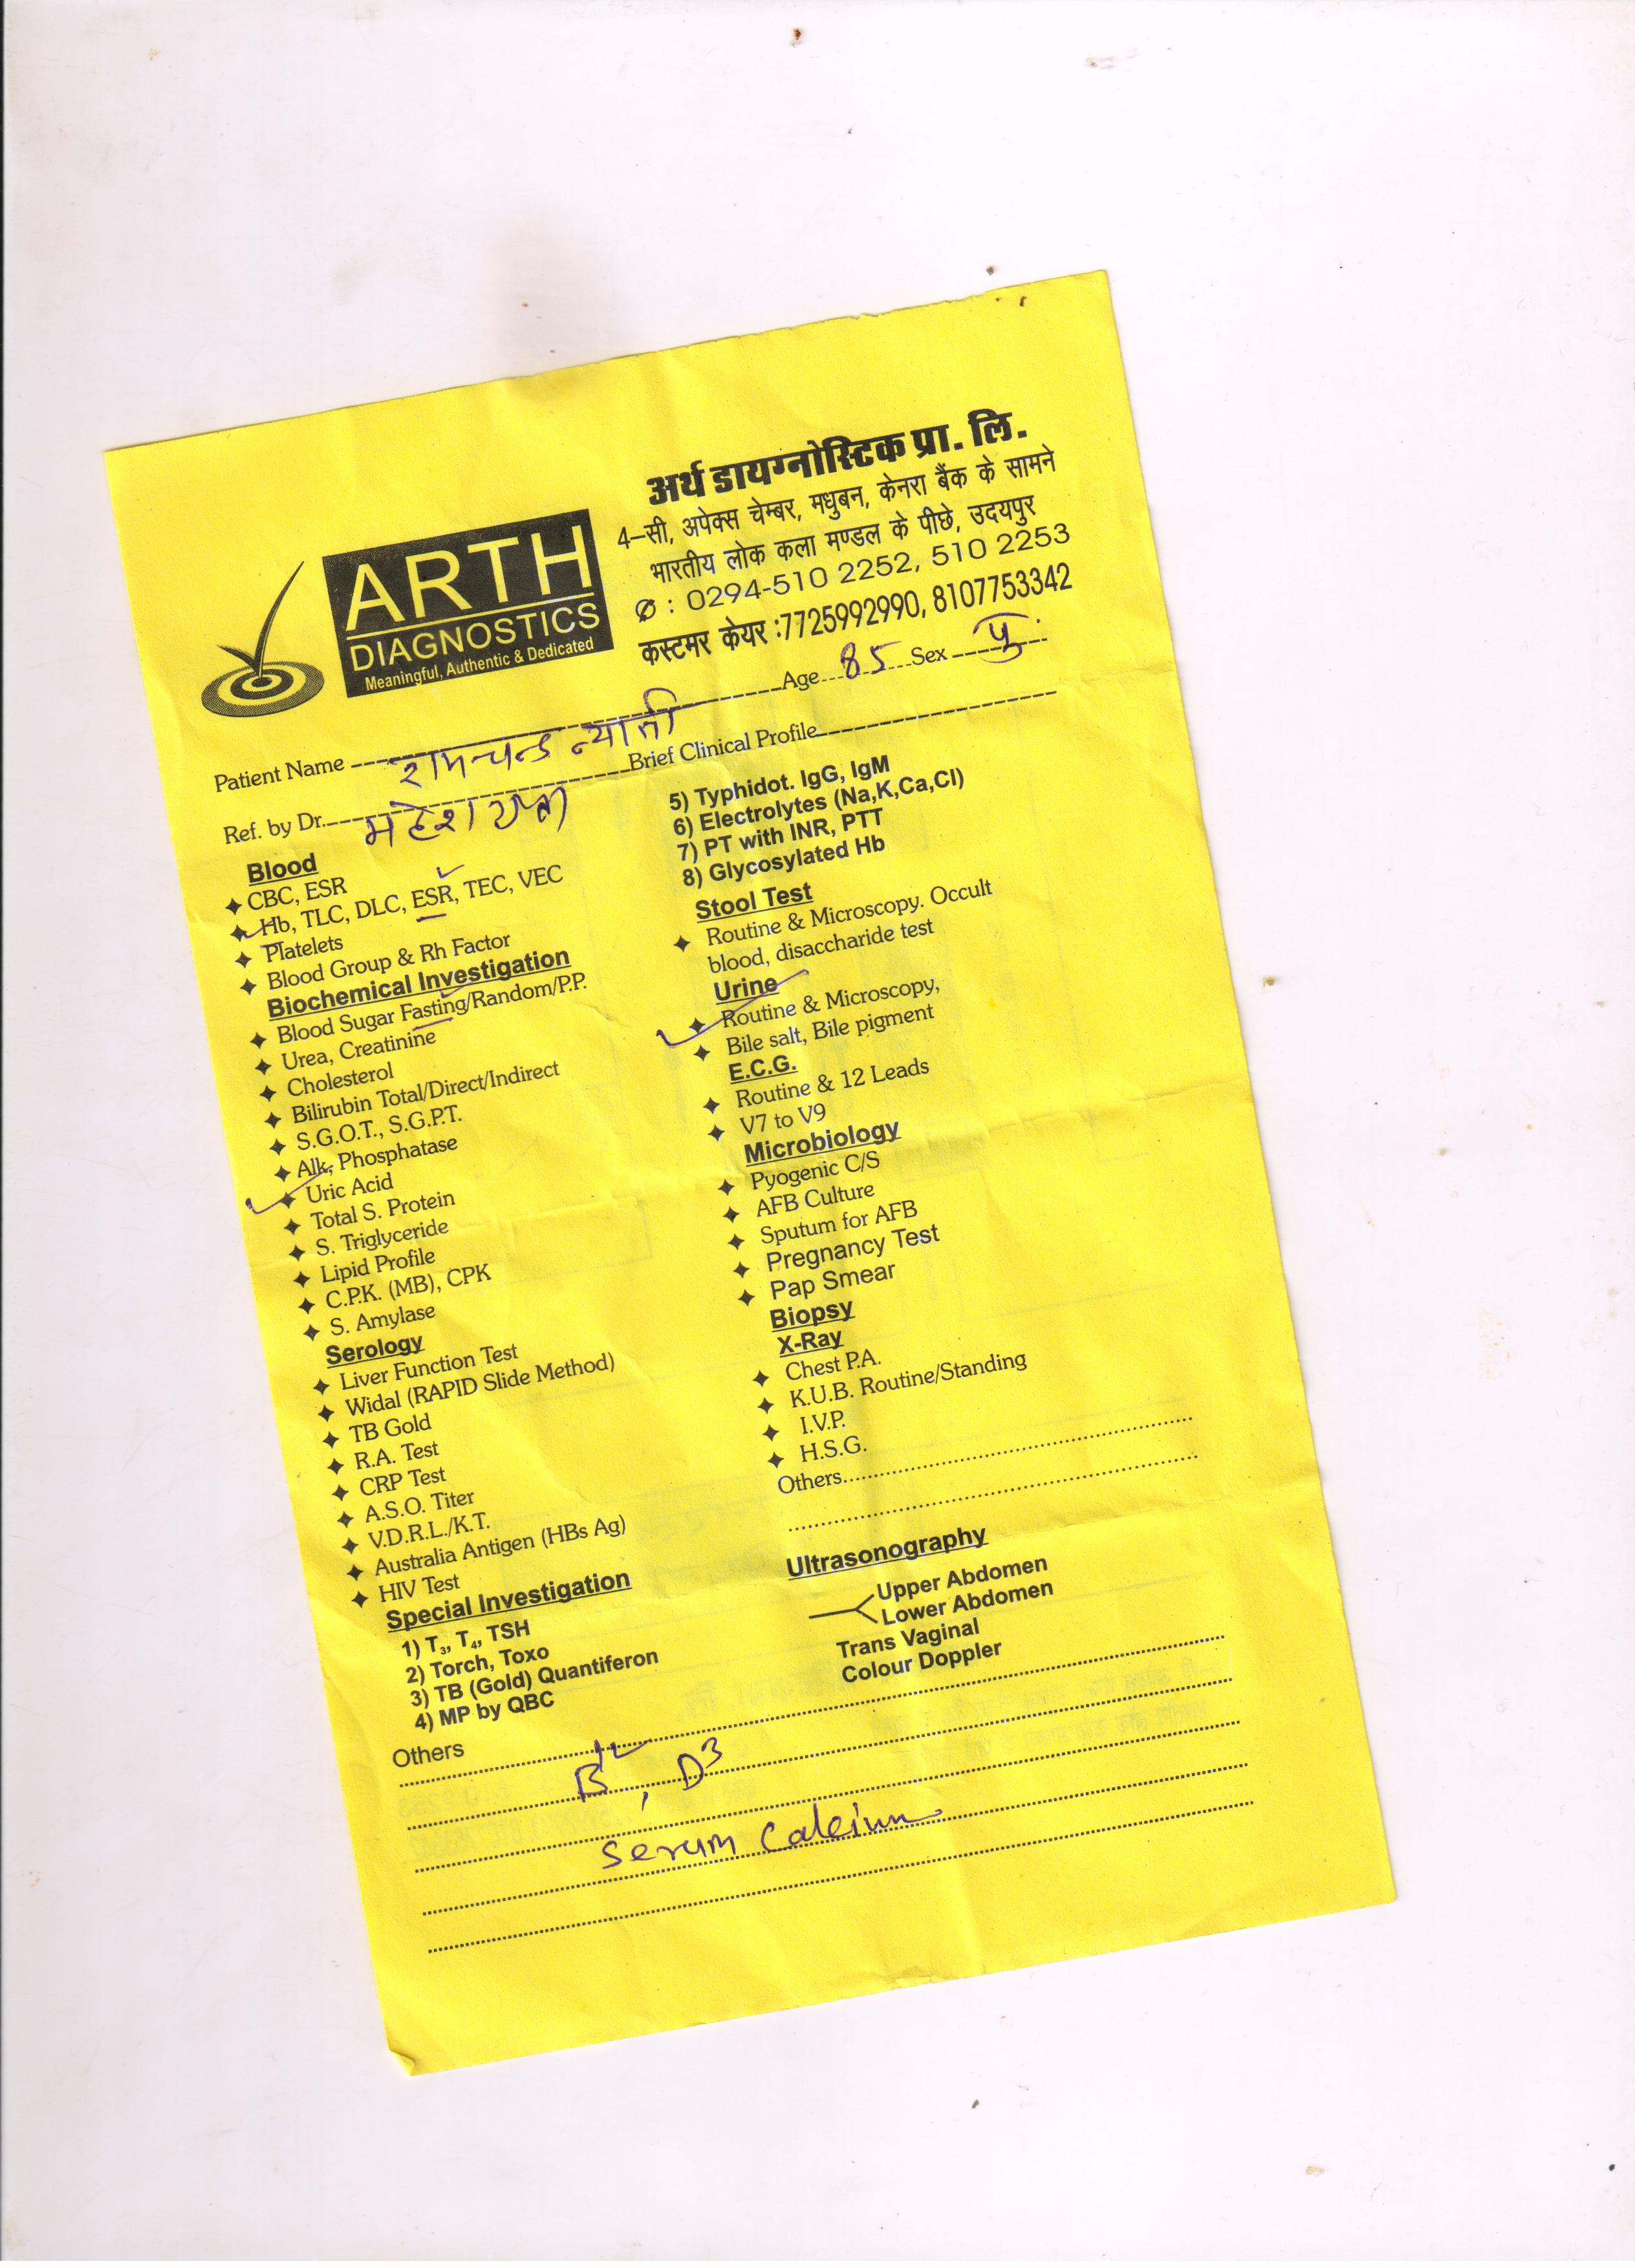 ARTH
DIAGNOSTICS
Meaningful, Authentic & Dedicated
अर्थ डायग्नोस्टिक प्रा. लि.
4–सी, अपेक्स चेम्बर, मधुबन, केनरा बैंक के सामने
भारतीय लोक कला मण्डल के पीछे, उदयपुर
: 0294-510 2252, 510 2253
कस्टमर केयर :7725992990, 8107753342
Patient Name रामचन्द्र न्याती Age 85 Sex पु.
Ref. by Dr. महेश Brief Clinical Profile
Blood
CBC, ESR
Hb, TLC, DLC, ESR, TEC, VEC
Platelets
Blood Group & Rh Factor
Biochemical Investigation
Blood Sugar Fasting/Random/P.P.
Urea, Creatinine
Cholesterol
Bilirubin Total/Direct/Indirect
S.G.O.T., S.G.P.T.
Alk, Phosphatase
Uric Acid
Total S. Protein
S. Triglyceride
Lipid Profile
C.P.K. (MB), CPK
S. Amylase
Serology
Liver Function Test
Widal (RAPID Slide Method)
TB Gold
R.A. Test
CRP Test
A.S.O. Titer
V.D.R.L./K.T.
Australia Antigen (HBs Ag)
HIV Test
Special Investigation
1) T₃, T₄, TSH
2) Torch, Toxo
3) TB (Gold) Quantiferon
4) MP by QBC
5) Typhidot. IgG, IgM
6) Electrolytes (Na,K,Ca,Cl)
7) PT with INR, PTT
8) Glycosylated Hb
Stool Test
Routine & Microscopy. Occult
blood, disaccharide test
Urine
Routine & Microscopy,
Bile salt, Bile pigment
E.C.G.
Routine & 12 Leads
V7 to V9
Microbiology
Pyogenic C/S
AFB Culture
Sputum for AFB
Pregnancy Test
Pap Smear
Biopsy
X-Ray
Chest P.A.
K.U.B. Routine/Standing
I.V.P.
H.S.G.
Others
Ultrasonography
Upper Abdomen
Lower Abdomen
Trans Vaginal
Colour Doppler
Others
B12, D3
Serum Calcium